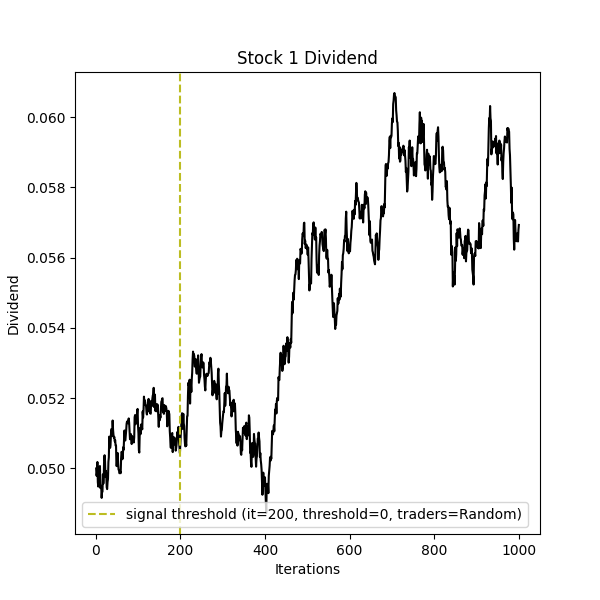 Stock 1 Dividend
Dividend
0.060
0.058
0.056
0.054
0.052
0.050
signal threshold (it=200, threshold=0, traders=Random)
0 200 400 600 800 1000
Iterations